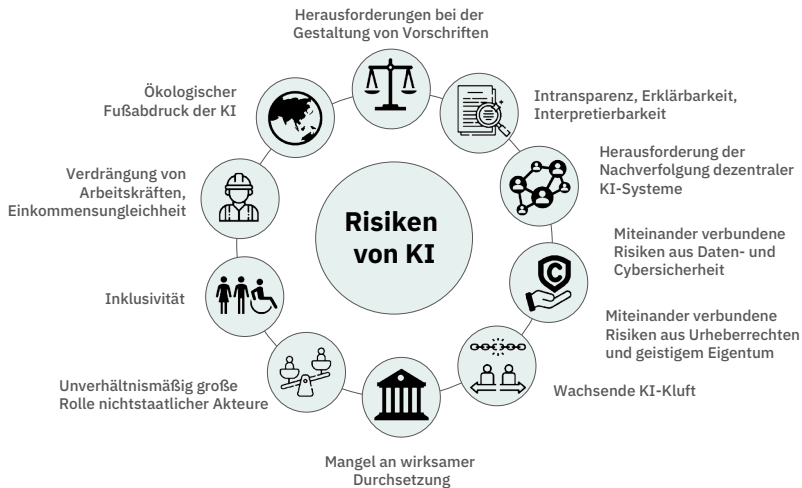 Herausforderungen bei der
Gestaltung von Vorschriften
Intransparenz, Erklärbarkeit,
Interpretierbarkeit
Herausforderung der
Nachverfolgung dezentraler
KI-Systeme
Miteinander verbundene
Risiken aus Daten- und
Cybersicherheit
Miteinander verbundene
Risiken aus Urheberrechten
und geistigem Eigentum
Wachsende KI-Kluft
Mangel an wirksamer
Durchsetzung
Unverhältnismäßig große
Rolle nichtstaatlicher Akteure
Inklusivität
Verdrängung von
Arbeitskräften,
Einkommensungleichheit
Ökologischer
Fußabdruck der KI
Risiken
von KI
C